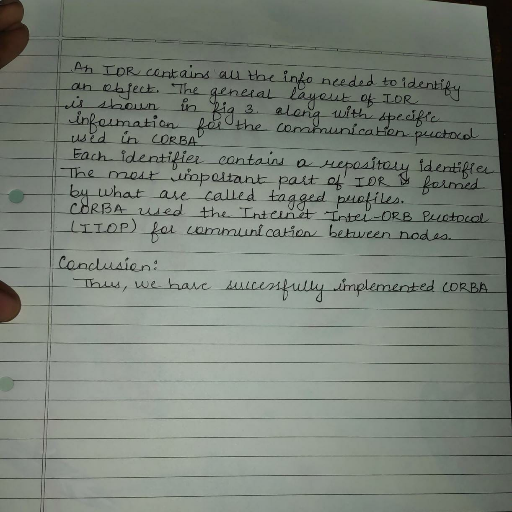 An IOR contains all the info needed to identify
an object. The general layout of IOR
is shown in fig 3. along with specific
information for the communication protocol
used in CORBA
Each identifier contains a repository identifier
The most important part of IOR is formed
by what are called tagged profiles.
CORBA used the Internet Inter-ORB Protocol
(IIOP) for communication between nodes.
Conclusion:
Thus, we have successfully implemented CORBA